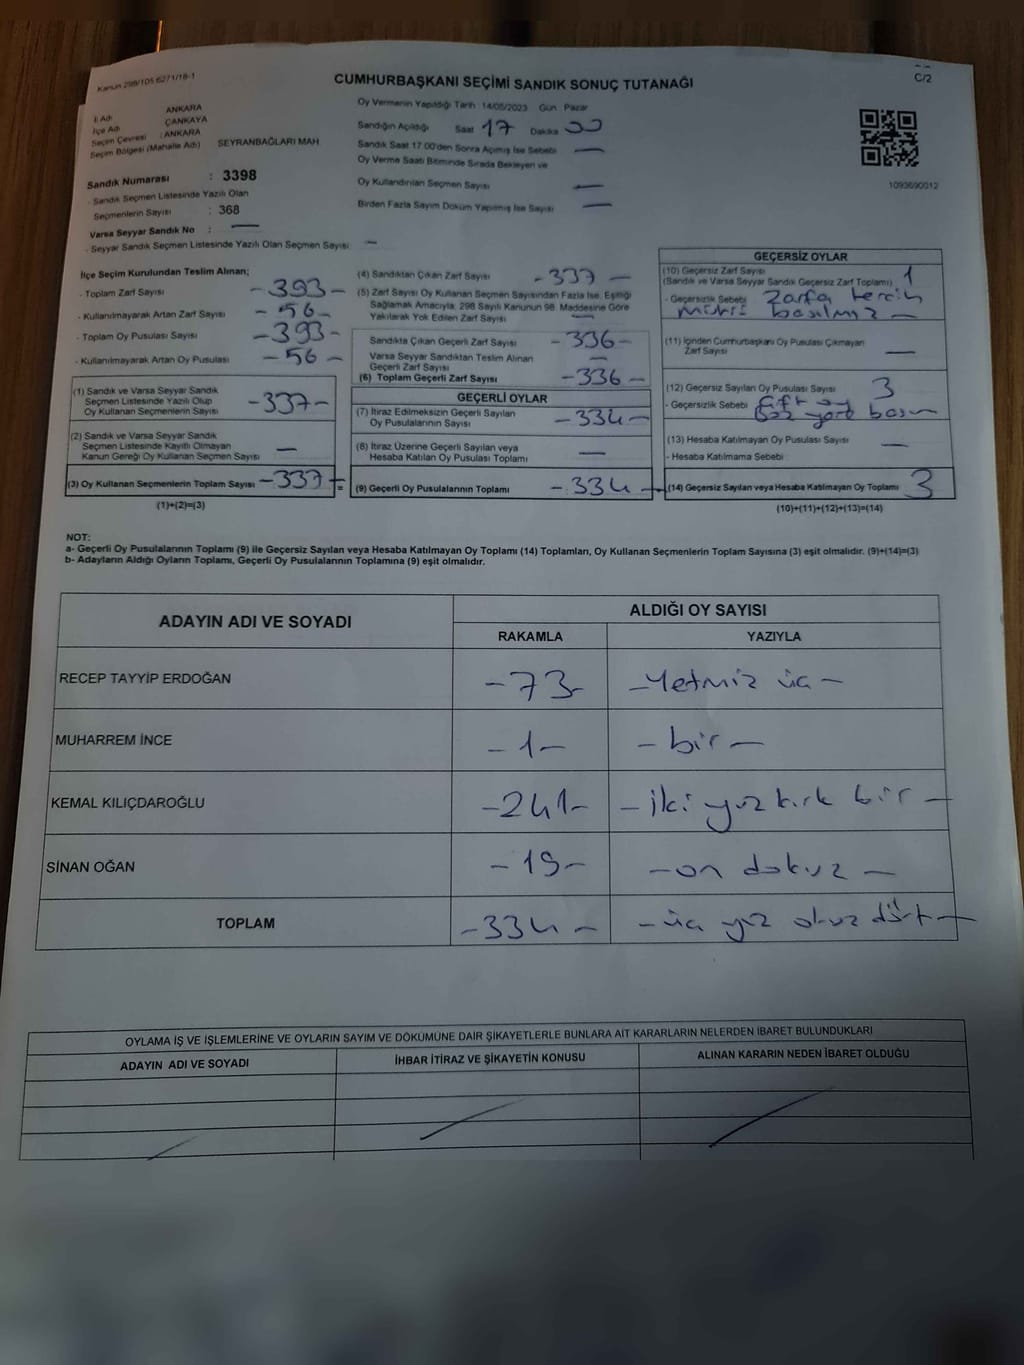 Kanun 298/105 6271/18-1
CUMHURBAŞKANI SEÇİMİ SANDIK SONUÇ TUTANAĞI
C/2
İl Adı ANKARA
İlçe Adı ÇANKAYA
Seçim Çevresi : ANKARA
Seçim Bölgesi (Mahalle Adı) SEYRANBAĞLARI MAH
Sandık Numarası : 3398
- Sandık Seçmen Listesinde Yazılı Olan
Seçmenlerin Sayısı : 368
Varsa Seyyar Sandık No : —
- Seyyar Sandık Seçmen Listesinde Yazılı Olan Seçmen Sayısı —
Oy Vermenin Yapıldığı Tarih : 14/05/2023 Gün Pazar
Sandığın Açıldığı Saat 17 Dakika
Sandık Saat 17.00'den Sonra Açımış İse Sebebi —
Oy Verme Saati Bitiminde Sırada Bekleyen ve
Oy Kullandırılan Seçmen Sayısı —
Birden Fazla Sayım Döküm Yapılmış İse Sayısı —
1093690012
İlçe Seçim Kurulundan Teslim Alınan;
- Toplam Zarf Sayısı -393-
- Kullanılmayarak Artan Zarf Sayısı -56-
- Toplam Oy Pusulası Sayısı -393-
- Kullanılmayarak Artan Oy Pusulası -56-
(1) Sandık ve Varsa Seyyar Sandık
Seçmen Listesinde Yazılı Olup
Oy Kullanan Seçmenlerin Sayısı -337-
(2) Sandık ve Varsa Seyyar Sandık
Seçmen Listesinde Kayıtlı Olmayan
Kanun Gereği Oy Kullanan Seçmen Sayısı —
(3) Oy Kullanan Seçmenlerin Toplam Sayısı -337-
(1)+(2)=(3)
(4) Sandıktan Çıkan Zarf Sayısı -337-
(5) Zarf Sayısı Oy Kullanan Seçmen Sayısından Fazla İse, Eşitliği
Sağlamak Amacıyla, 298 Sayılı Kanunun 98. Maddesine Göre
Yakılarak Yok Edilen Zarf Sayısı —
Sandıkta Çıkan Geçerli Zarf Sayısı -336-
Varsa Seyyar Sandıktan Teslim Alınan
Geçerli Zarf Sayısı —
(6) Toplam Geçerli Zarf Sayısı -336-
GEÇERLİ OYLAR
(7) İtiraz Edilmeksizin Geçerli Sayılan
Oy Pusulalarının Sayısı -334-
(8) İtiraz Üzerine Geçerli Sayılan veya
Hesaba Katılan Oy Pusulası Toplamı —
= (9) Geçerli Oy Pusulalarının Toplamı -334-
GEÇERSİZ OYLAR
(10) Geçersiz Zarf Sayısı 1
(Sandık ve Varsa Seyyar Sandık Geçersiz Zarf Toplamı)
- Geçersizlik Sebebi Zarfa tercih
mührü basılmış -
(11) İçinden Cumhurbaşkanı Oy Pusulası Çıkmayan
Zarf Sayısı —
(12) Geçersiz Sayılan Oy Pusulası Sayısı 3
- Geçersizlik Sebebi Çift oy
(13) Hesaba Katılmayan Oy Pusulası Sayısı —
- Hesaba Katılmama Sebebi
(14) Geçersiz Sayılan veya Hesaba Katılmayan Oy Toplamı 3
(10)+(11)+(12)+(13)=(14)
NOT:
a- Geçerli Oy Pusulalarının Toplamı (9) ile Geçersiz Sayılan veya Hesaba Katılmayan Oy Toplamı (14) Toplamları, Oy Kullanan Seçmenlerin Toplam Sayısına (3) eşit olmalıdır. (9)+(14)=(3)
b- Adayların Aldığı Oyların Toplamı, Geçerli Oy Pusulalarının Toplamına (9) eşit olmalıdır.
ADAYIN ADI VE SOYADI
ALDIĞI OY SAYISI
RAKAMLA YAZIYLA
RECEP TAYYİP ERDOĞAN -73- -Yetmiş üç-
MUHARREM İNCE -1- -bir-
KEMAL KILIÇDAROĞLU -241- -iki yüz kırk bir-
SİNAN OĞAN -19- -on dokuz-
TOPLAM -334- -üç yüz otuz dört-
OYLAMA İŞ VE İŞLEMLERİNE VE OYLARIN SAYIM VE DÖKÜMÜNE DAİR ŞİKAYETLERLE BUNLARA AİT KARARLARIN NELERDEN İBARET BULUNDUKLARI
ADAYIN ADI VE SOYADI İHBAR İTİRAZ VE ŞİKAYETİN KONUSU ALINAN KARARIN NEDEN İBARET OLDUĞU